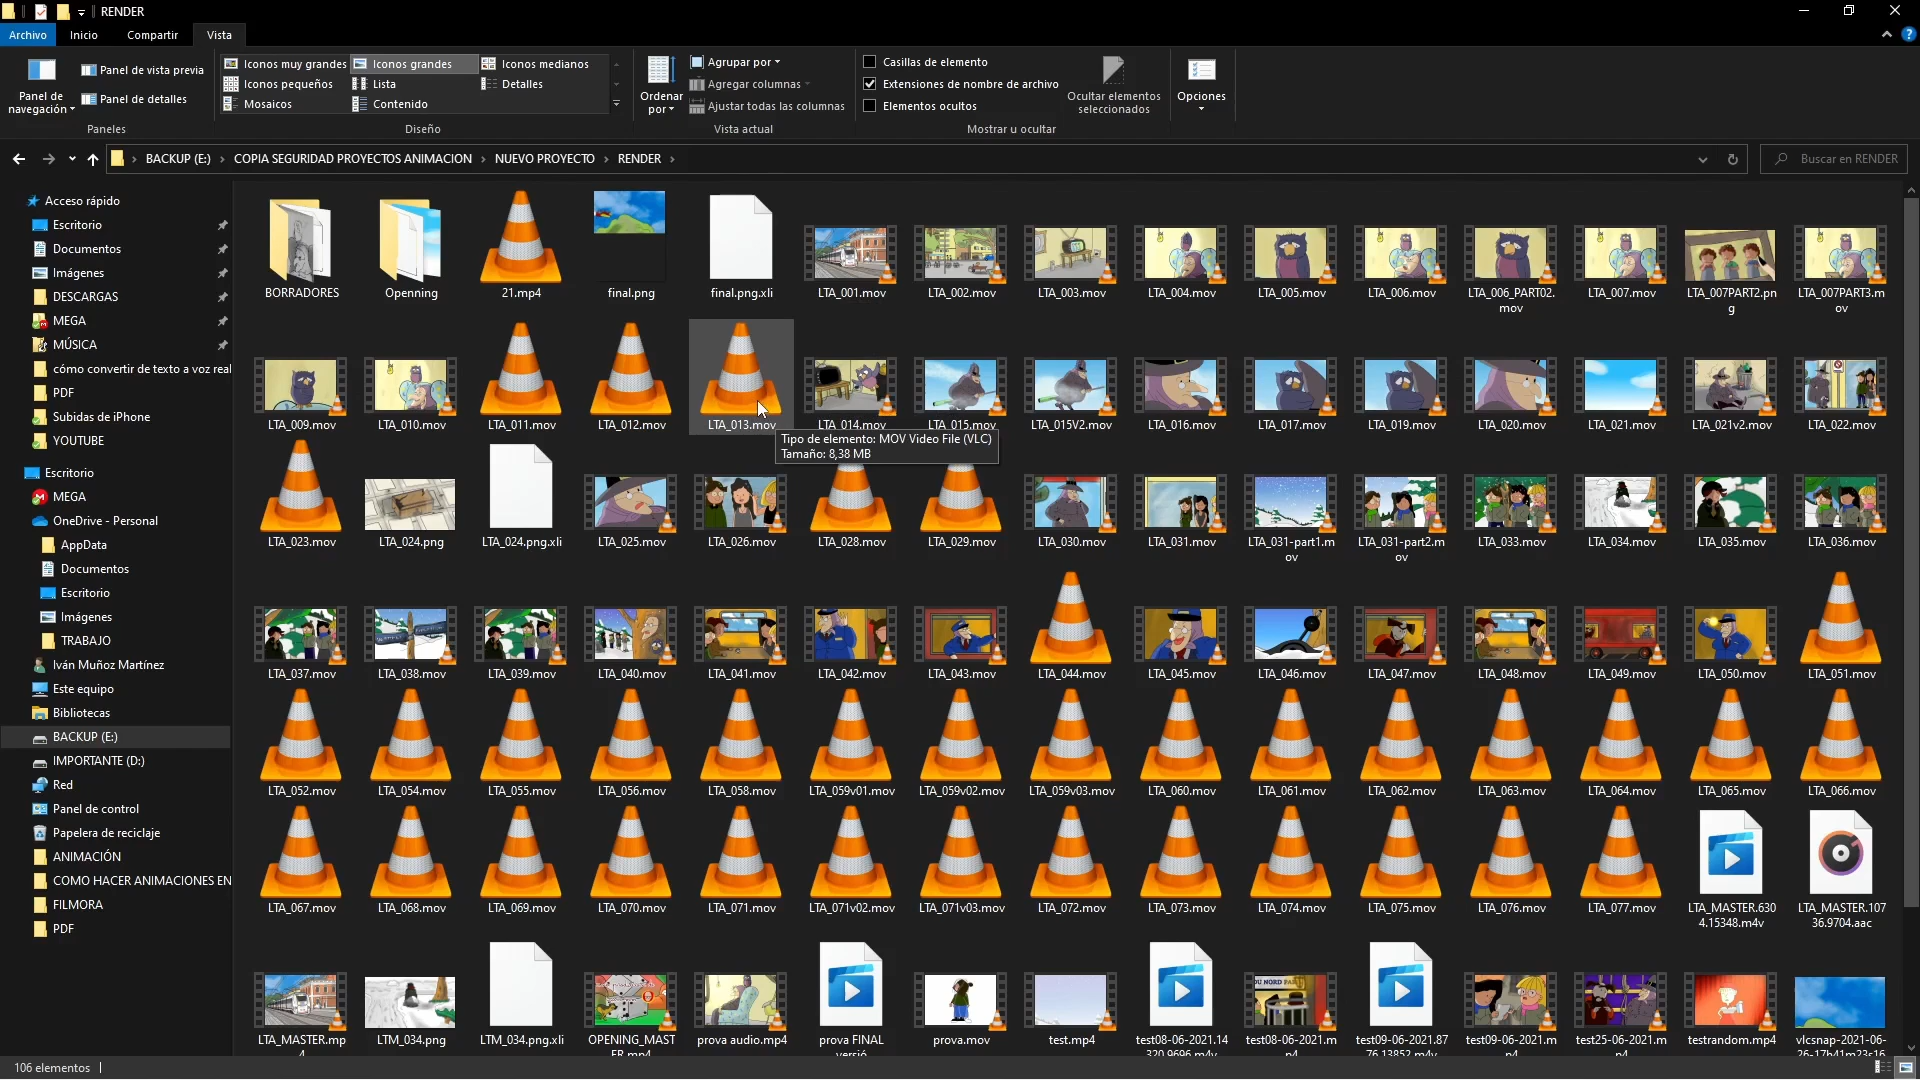 RENDER
Archivo
Inicio
Compartir
Vista
Panel de navegación
Panel de vista previa
Panel de detalles
Paneles
Iconos muy grandes
Iconos grandes
Iconos medianos
Iconos pequeños
Lista
Detalles
Mosaicos
Contenido
Diseño
Ordenar por
Agrupar por
Agregar columnas
Ajustar todas las columnas
Vista actual
Casillas de elemento
Extensiones de nombre de archivo
Elementos ocultos
Ocultar elementos seleccionados
Mostrar u ocultar
Opciones
BACKUP (E:) › COPIA SEGURIDAD PROYECTOS ANIMACION › NUEVO PROYECTO › RENDER ›
Buscar en RENDER
Acceso rápido
Escritorio
Documentos
Imágenes
DESCARGAS
MEGA
MÚSICA
cómo convertir de texto a voz real
PDF
Subidas de iPhone
YOUTUBE
Escritorio
MEGA
OneDrive - Personal
AppData
Documentos
Escritorio
Imágenes
TRABAJO
Iván Muñoz Martínez
Este equipo
Bibliotecas
BACKUP (E:)
IMPORTANTE (D:)
Red
Panel de control
Papelera de reciclaje
ANIMACIÓN
COMO HACER ANIMACIONES EN
FILMORA
PDF
BORRADORES
Openning
21.mp4
final.png
final.png.xli
LTA_001.mov
LTA_002.mov
LTA_003.mov
LTA_004.mov
LTA_005.mov
LTA_006.mov
LTA_006_PART02.mov
LTA_007.mov
LTA_007PART2.png
LTA_007PART3.mov
LTA_009.mov
LTA_010.mov
LTA_011.mov
LTA_012.mov
LTA_013.mov
LTA_014.mov
LTA_015.mov
LTA_015V2.mov
LTA_016.mov
LTA_017.mov
LTA_019.mov
LTA_020.mov
LTA_021.mov
LTA_021v2.mov
LTA_022.mov
Tipo de elemento: MOV Video File (VLC)
Tamaño: 8,38 MB
LTA_023.mov
LTA_024.png
LTA_024.png.xli
LTA_025.mov
LTA_026.mov
LTA_028.mov
LTA_029.mov
LTA_030.mov
LTA_031.mov
LTA_031-part1.mov
LTA_031-part2.mov
LTA_033.mov
LTA_034.mov
LTA_035.mov
LTA_036.mov
LTA_037.mov
LTA_038.mov
LTA_039.mov
LTA_040.mov
LTA_041.mov
LTA_042.mov
LTA_043.mov
LTA_044.mov
LTA_045.mov
LTA_046.mov
LTA_047.mov
LTA_048.mov
LTA_049.mov
LTA_050.mov
LTA_051.mov
LTA_052.mov
LTA_054.mov
LTA_055.mov
LTA_056.mov
LTA_058.mov
LTA_059v01.mov
LTA_059v02.mov
LTA_059v03.mov
LTA_060.mov
LTA_061.mov
LTA_062.mov
LTA_063.mov
LTA_064.mov
LTA_065.mov
LTA_066.mov
LTA_067.mov
LTA_068.mov
LTA_069.mov
LTA_070.mov
LTA_071.mov
LTA_071v02.mov
LTA_071v03.mov
LTA_072.mov
LTA_073.mov
LTA_074.mov
LTA_075.mov
LTA_076.mov
LTA_077.mov
LTA_MASTER.6304.15348.m4v
LTA_MASTER.10736.9704.aac
LTA_MASTER.mp4
LTM_034.png
LTM_034.png.xli
OPENING_MASTER.mp4
prova audio.mp4
prova FINAL versió
prova.mov
test.mp4
test08-06-2021.14320.9696.m4v
test08-06-2021.mp4
test09-06-2021.8776.13852.m4v
test09-06-2021.mp4
test25-06-2021.mp4
testrandom.mp4
vlcsnap-2021-06-26-17h41m23s16
106 elementos